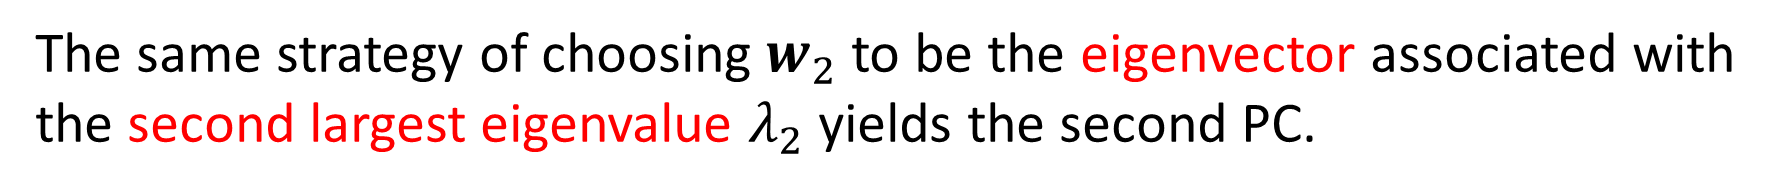 The same strategy of choosing 𝒘₂ to be the eigenvector associated with
the second largest eigenvalue 𝜆₂ yields the second PC.